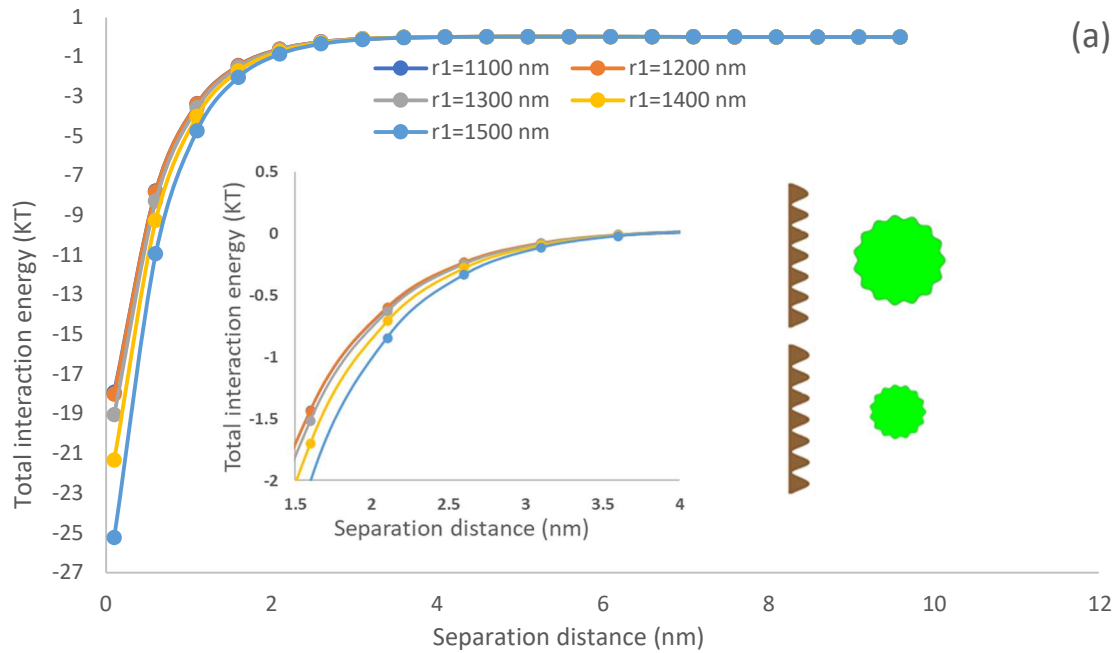 (a)
1
-1
-3
-5
-7
-9
-11
-13
-15
-17
-19
-21
-23
-25
-27
Total interaction energy (KT)
r1=1100 nm
r1=1200 nm
r1=1300 nm
r1=1400 nm
r1=1500 nm
0.5
0
-0.5
-1
-1.5
-2
Total interaction energy (KT)
1.5 2 2.5 3 3.5 4
Separation distance (nm)
0 2 4 6 8 10 12
Separation distance (nm)